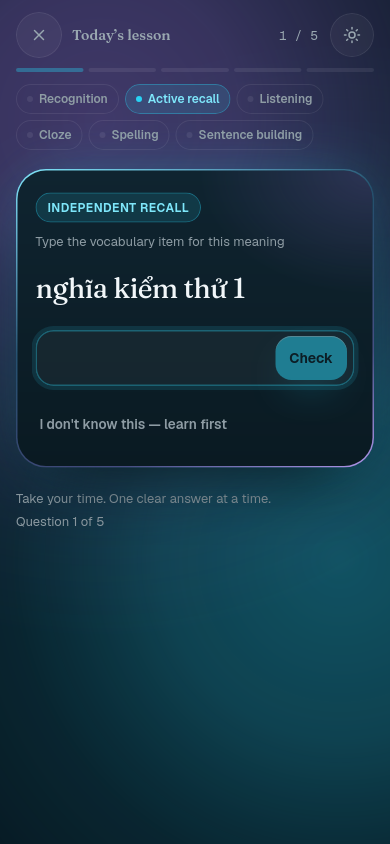 Today's lesson
1 / 5
Recognition
Active recall
Listening
Cloze
Spelling
Sentence building
INDEPENDENT RECALL
Type the vocabulary item for this meaning
nghĩa kiểm thử 1
Check
I don't know this — learn first
Take your time. One clear answer at a time.
Question 1 of 5